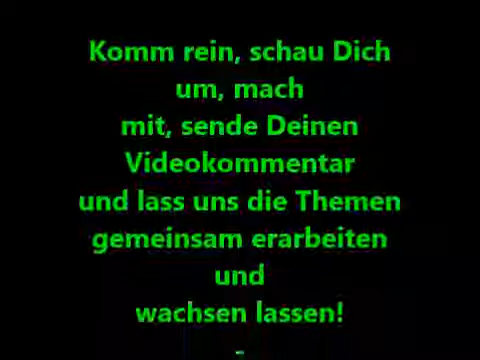 Komm rein, schau Dich
um, mach
mit, sende Deinen
Videokommentar
und lass uns die Themen
gemeinsam erarbeiten
und
wachsen lassen!
-